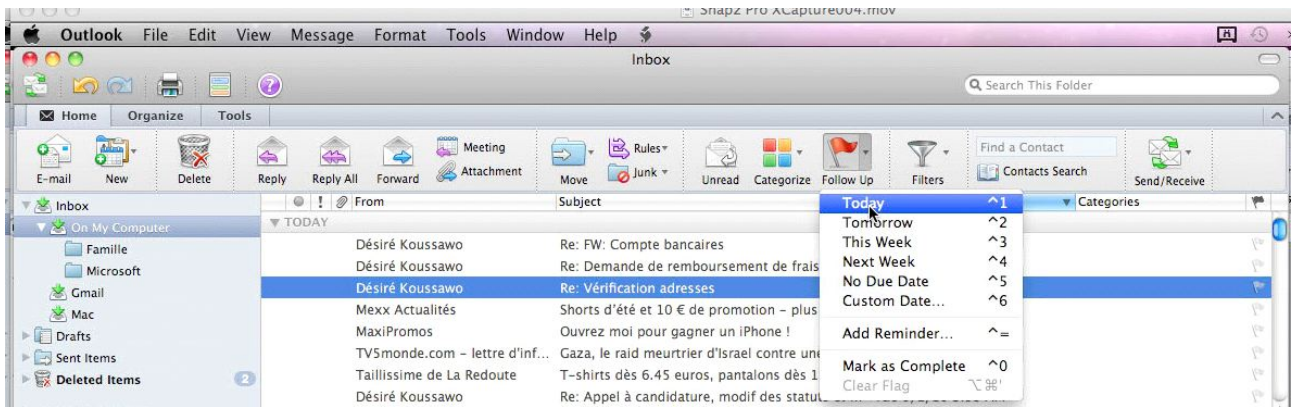 Snapz Pro XCapture004.mov
Outlook File Edit View Message Format Tools Window Help
Inbox
Search This Folder
Home Organize Tools
E-mail New Delete Reply Reply All Forward Meeting Attachment Move Rules Junk Unread Categorize Follow Up Filters Find a Contact Contacts Search Send/Receive
Inbox
On My Computer
Famille
Microsoft
Gmail
Mac
Drafts
Sent Items
Deleted Items 2
! From Subject Categories
TODAY
Désiré Koussawo Re: FW: Compte bancaires
Désiré Koussawo Re: Demande de remboursement de frais
Désiré Koussawo Re: Vérification adresses
Mexx Actualités Shorts d'été et 10 € de promotion – plus
MaxiPromos Ouvrez moi pour gagner un iPhone !
TV5monde.com – lettre d'inf... Gaza, le raid meurtrier d'Israel contre une
Taillissime de La Redoute T-shirts dès 6.45 euros, pantalons dès 1
Désiré Koussawo Re: Appel à candidature, modif des statuts
Today ^1
Tomorrow ^2
This Week ^3
Next Week ^4
No Due Date ^5
Custom Date... ^6
Add Reminder... ^=
Mark as Complete ^0
Clear Flag ⌥⌘'